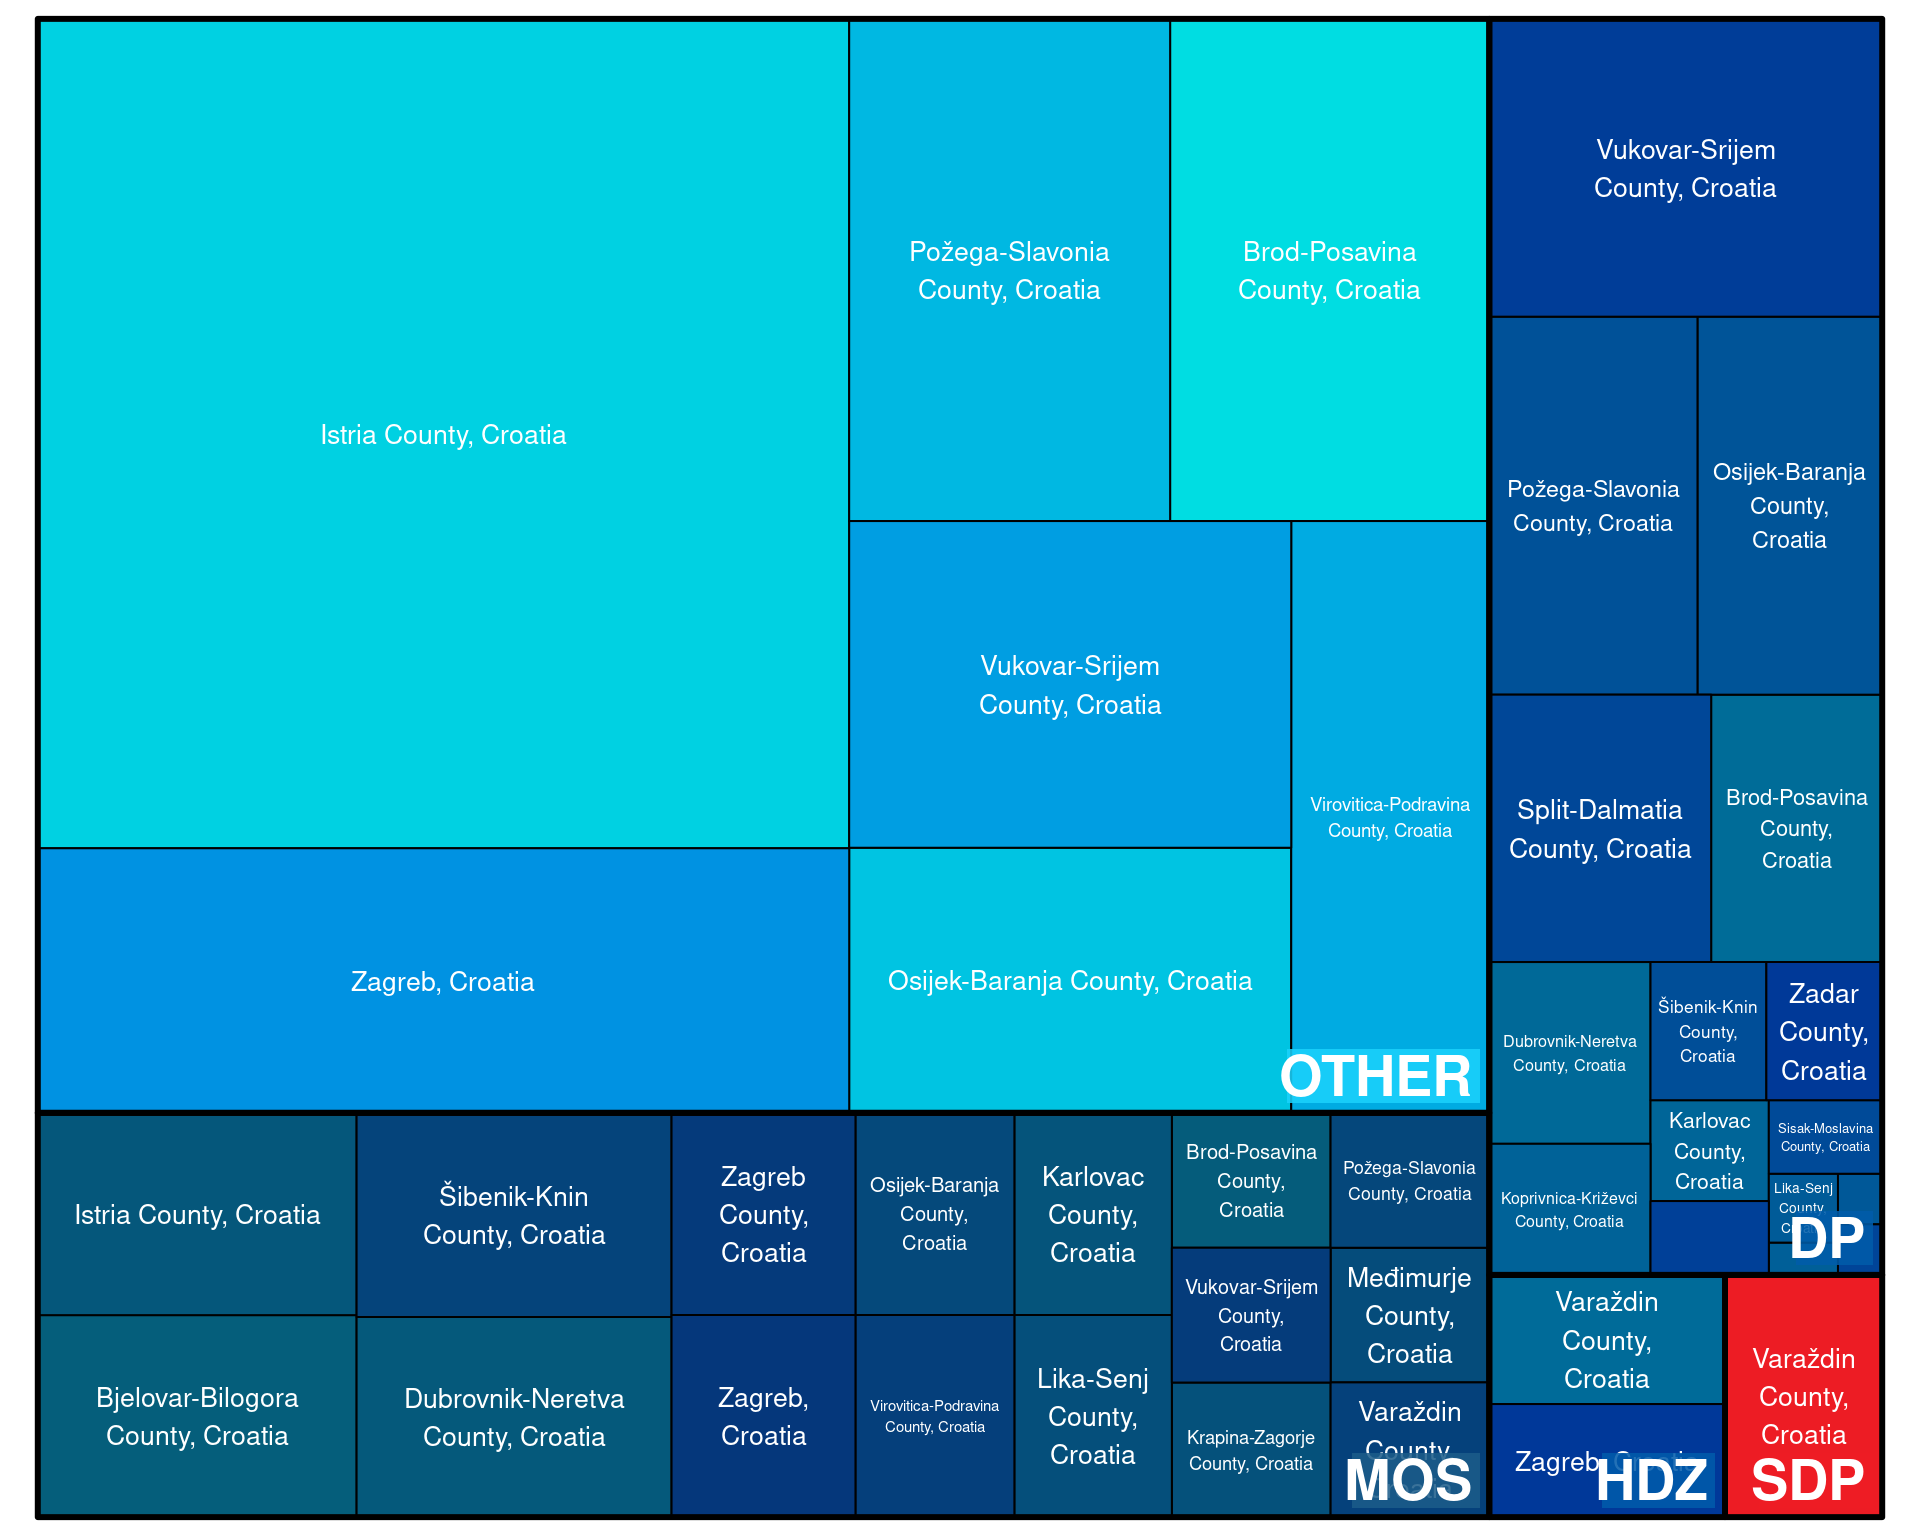 Istria County, Croatia
Požega-Slavonia
County, Croatia
Brod-Posavina
County, Croatia
Vukovar-Srijem
County, Croatia
Virovitica-Podravina
County, Croatia
Zagreb, Croatia
Osijek-Baranja County, Croatia
OTHER
Vukovar-Srijem
County, Croatia
Požega-Slavonia
County, Croatia
Osijek-Baranja
County,
Croatia
Split-Dalmatia
County, Croatia
Brod-Posavina
County,
Croatia
Dubrovnik-Neretva
County, Croatia
Šibenik-Knin
County,
Croatia
Zadar
County,
Croatia
Koprivnica-Križevci
County, Croatia
Karlovac
County,
Croatia
Sisak-Moslavina
County, Croatia
Lika-Senj
County,
DP
Istria County, Croatia
Šibenik-Knin
County, Croatia
Zagreb
County,
Croatia
Osijek-Baranja
County,
Croatia
Karlovac
County,
Croatia
Brod-Posavina
County,
Croatia
Požega-Slavonia
County, Croatia
Bjelovar-Bilogora
County, Croatia
Dubrovnik-Neretva
County, Croatia
Zagreb,
Croatia
Virovitica-Podravina
County, Croatia
Lika-Senj
County,
Croatia
Vukovar-Srijem
County,
Croatia
Međimurje
County,
Croatia
Krapina-Zagorje
County, Croatia
Varaždin
County,
MOS
Varaždin
County,
Croatia
Zagreb, Croatia
HDZ
Varaždin
County,
Croatia
SDP